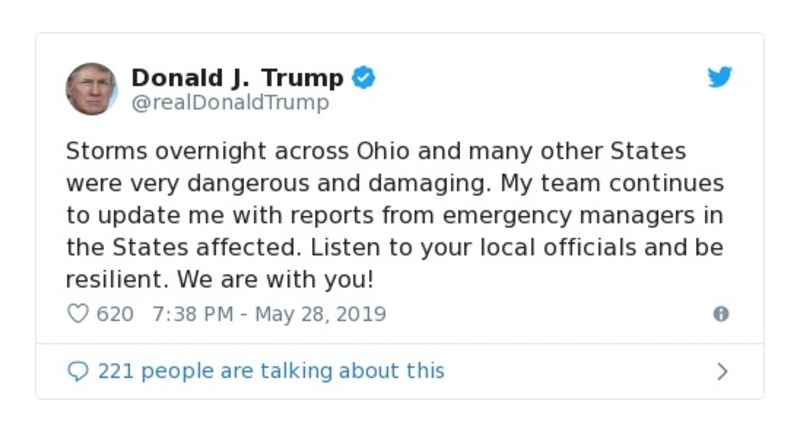 Donald J. Trump
@realDonaldTrump
Storms overnight across Ohio and many other States
were very dangerous and damaging. My team continues
to update me with reports from emergency managers in
the States affected. Listen to your local officials and be
resilient. We are with you!
620 7:38 PM - May 28, 2019
221 people are talking about this